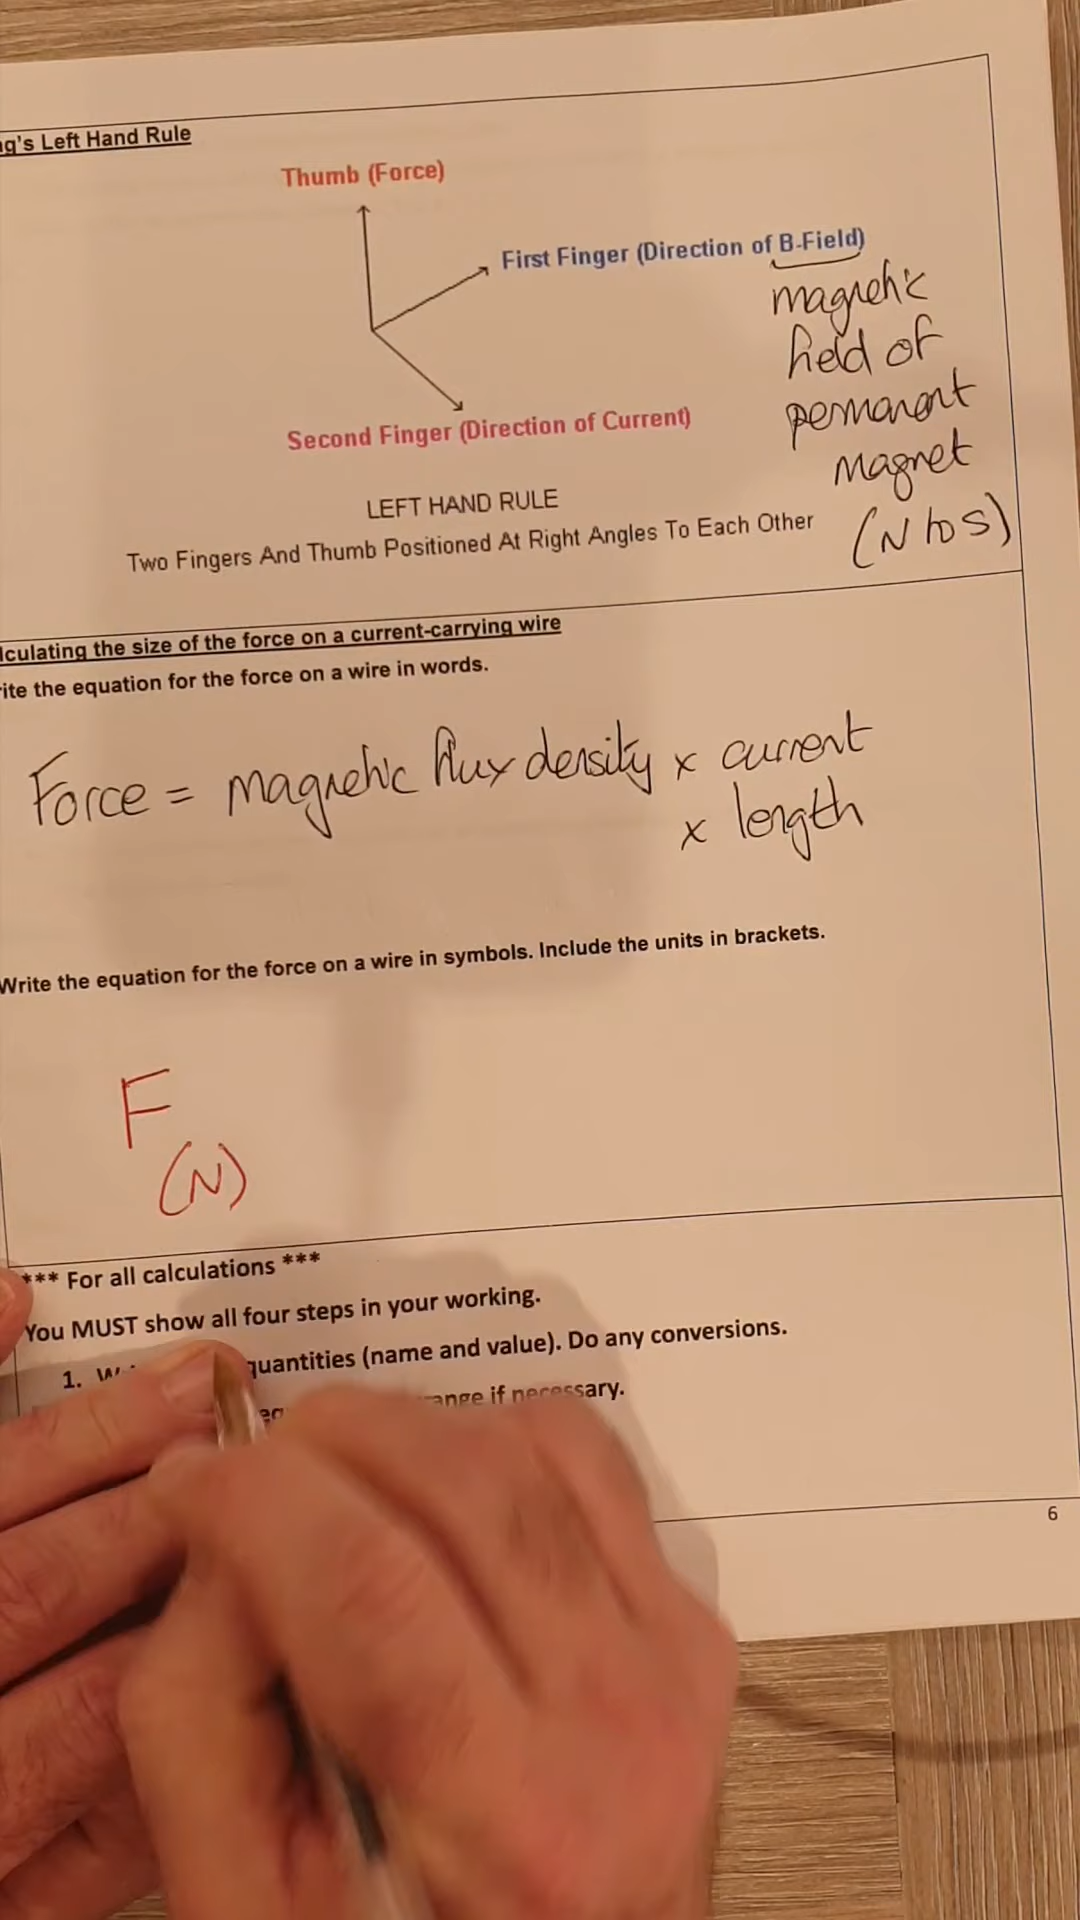 g's Left Hand Rule
Thumb (Force)
First Finger (Direction of B-Field)
magnetic
field of
permanent
magnet
(N to S)
Second Finger (Direction of Current)
LEFT HAND RULE
Two Fingers And Thumb Positioned At Right Angles To Each Other
lculating the size of the force on a current-carrying wire
ite the equation for the force on a wire in words.
Force = magnetic flux density x current
x length
Write the equation for the force on a wire in symbols. Include the units in brackets.
F
(N)
*** For all calculations ***
You MUST show all four steps in your working.
1. quantities (name and value). Do any conversions.
if necessary.
6